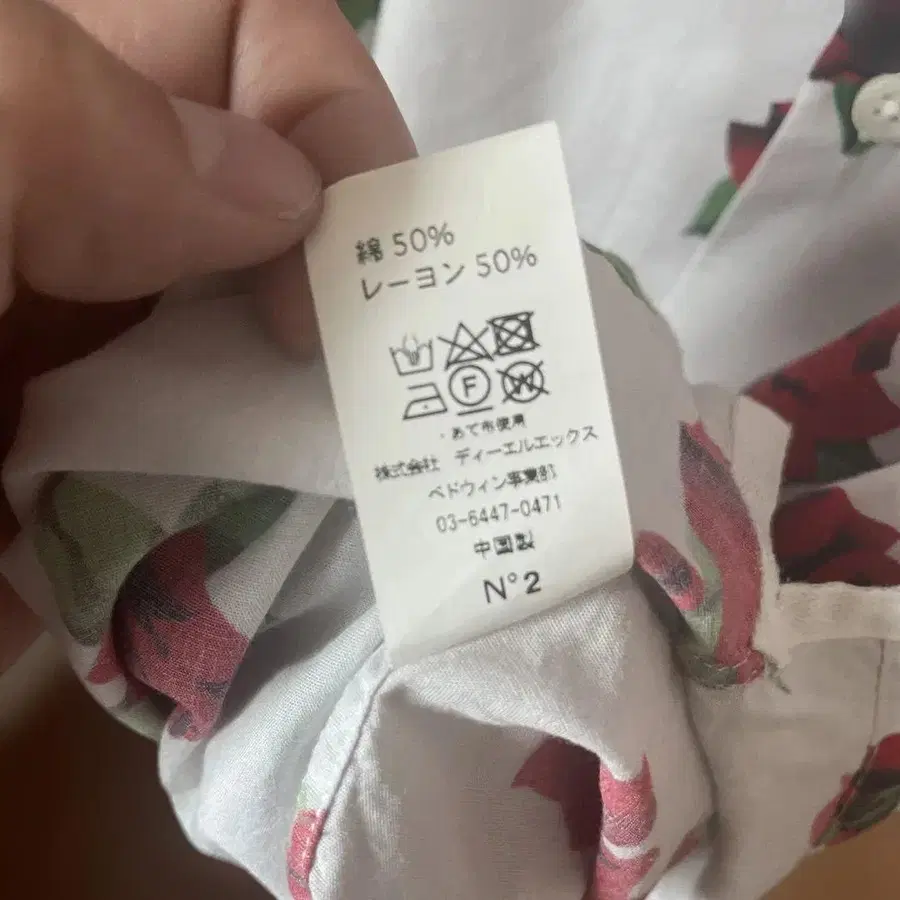 綿 50%
レーヨン 50%
F W
・あて布使用
株式会社 ディーエルエックス
ベドウィン事業部
03-6447-0471
中国製
N°2